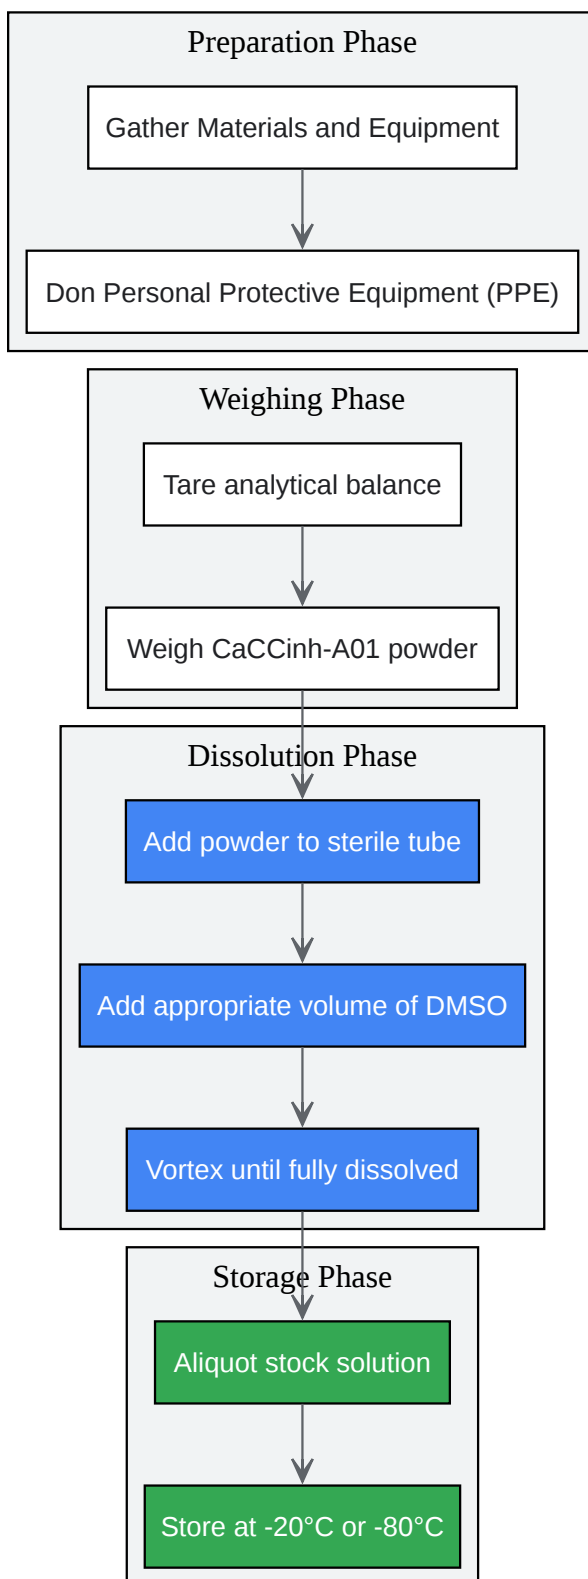 Preparation Phase
Gather Materials and Equipment
Don Personal Protective Equipment (PPE)
Weighing Phase
Tare analytical balance
Weigh CaCCinh-A01 powder
Dissolution Phase
Add powder to sterile tube
Add appropriate volume of DMSO
Vortex until fully dissolved
Storage Phase
Aliquot stock solution
Store at -20°C or -80°C